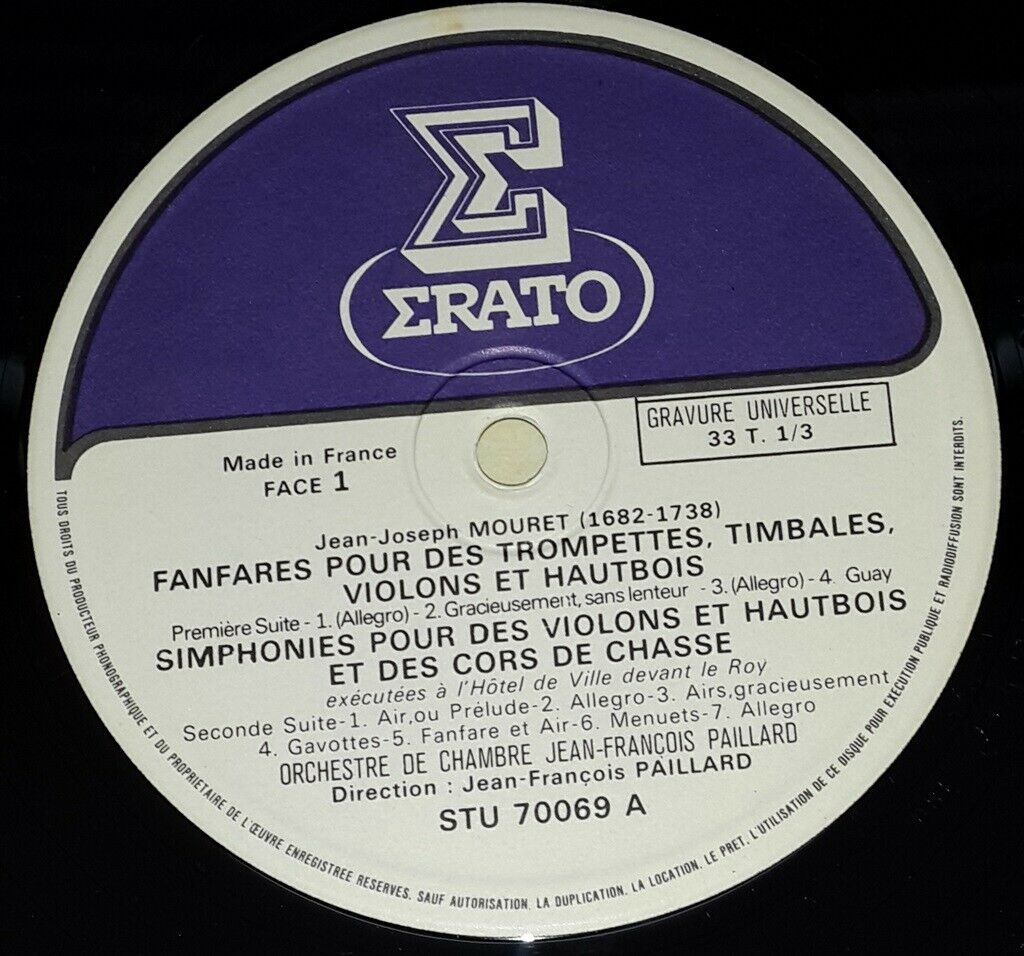 Σ
ΣRATO
GRAVURE UNIVERSELLE
33 T. 1/3
Made in France
FACE 1
Jean-Joseph MOURET (1682-1738)
FANFARES POUR DES TROMPETTES, TIMBALES,
VIOLONS ET HAUTBOIS
Première Suite - 1. (Allegro) - 2. Gracieusement, sans lenteur - 3. (Allegro) - 4. Guay
SIMPHONIES POUR DES VIOLONS ET HAUTBOIS
ET DES CORS DE CHASSE
exécutées à l'Hôtel de Ville devant le Roy
Seconde Suite-1. Air, ou Prélude-2. Allegro-3. Airs, gracieusement
4. Gavottes-5. Fanfare et Air-6. Menuets-7. Allegro
ORCHESTRE DE CHAMBRE JEAN-FRANÇOIS PAILLARD
Direction : Jean-François PAILLARD
STU 70069 A
TOUS DROITS DU PRODUCTEUR PHONOGRAPHIQUE ET DU PROPRIETAIRE DE L'ŒUVRE ENREGISTREE RESERVES. SAUF AUTORISATION, LA DUPLICATION, LA LOCATION, LE PRET, L'UTILISATION DE CE DISQUE POUR EXECUTION PUBLIQUE ET RADIODIFFUSION SONT INTERDITS.